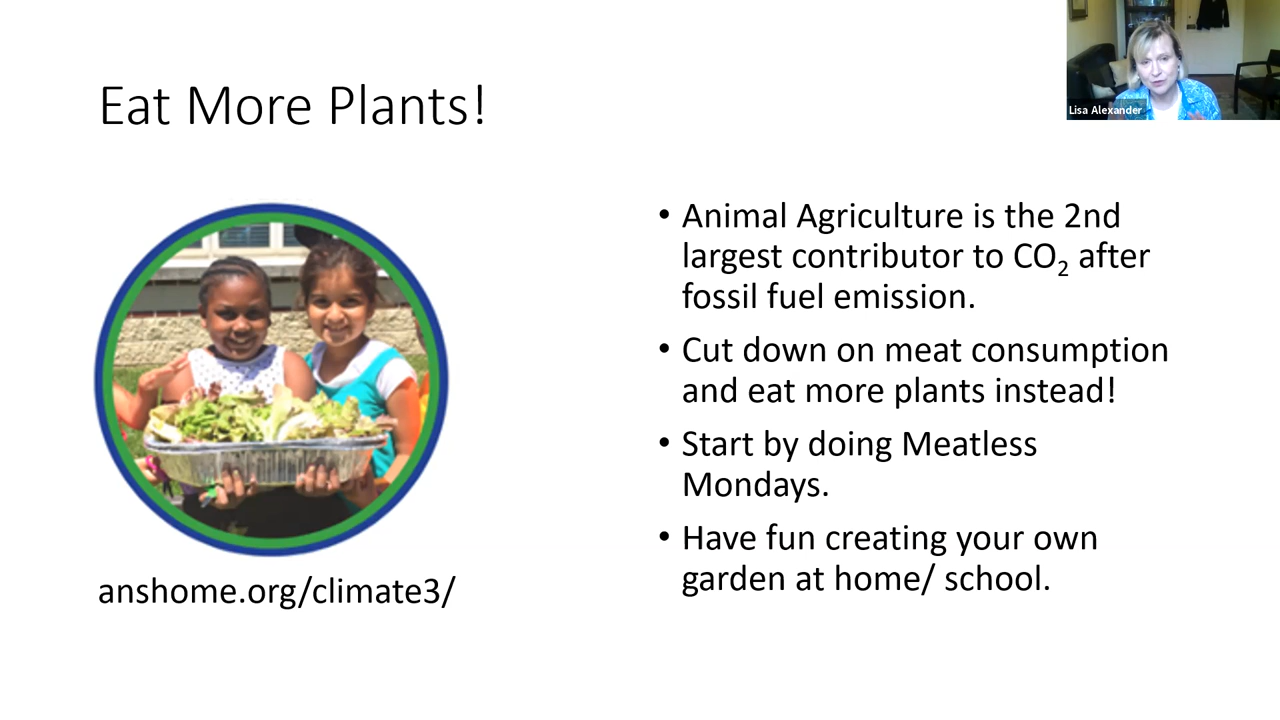 Eat More Plants!
Lisa Alexander
• Animal Agriculture is the 2nd
largest contributor to CO₂ after
fossil fuel emission.
• Cut down on meat consumption
and eat more plants instead!
• Start by doing Meatless
Mondays.
• Have fun creating your own
garden at home/ school.
anshome.org/climate3/